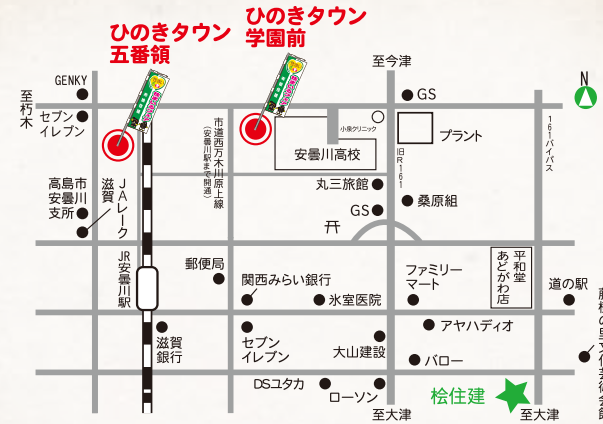 ひのきタウン
五番領
ひのきタウン
学園前
至今津
N
GENKY
至朽木
セブン
イレブン
GS
プラント
小泉クリニック
安曇川高校
市道西万木川原上線
(安曇川駅まで開通)
旧R161
161バイパス
丸三旅館
GS
桑原組
高島市
安曇川
支所
JAレーク
滋賀
JR安曇川駅
郵便局
関西みらい銀行
氷室医院
ファミリー
マート
平和堂
あどがわ店
道の駅
滋賀
銀行
セブン
イレブン
大山建設
アヤハディオ
バロー
DSユタカ
ローソン
桧住建
至大津
至大津